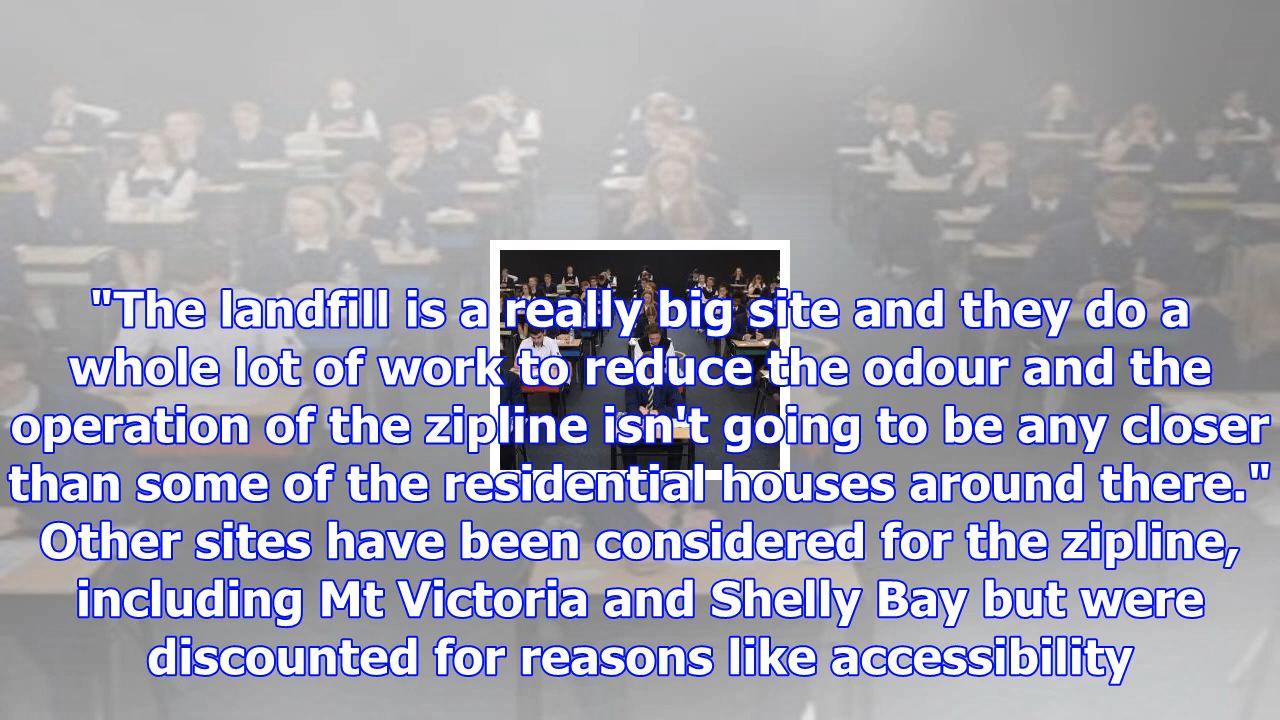 "The landfill is a really big site and they do a
whole lot of work to reduce the odour and the
operation of the zipline isn't going to be any closer
than some of the residential houses around there."
Other sites have been considered for the zipline,
including Mt Victoria and Shelly Bay but were
discounted for reasons like accessibility